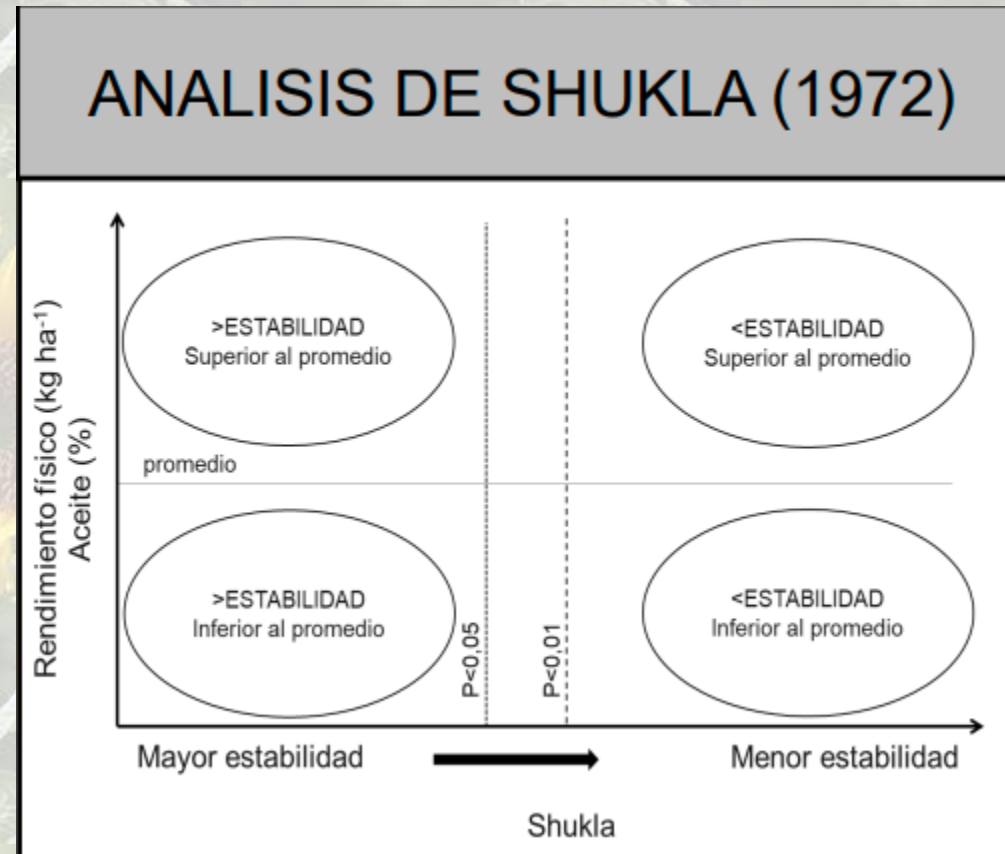 ANALISIS DE SHUKLA (1972)
Rendimiento físico (kg ha⁻¹)
Aceite (%)
>ESTABILIDAD
Superior al promedio
<ESTABILIDAD
Superior al promedio
promedio
>ESTABILIDAD
Inferior al promedio
P<0,05
P<0,01
<ESTABILIDAD
Inferior al promedio
Mayor estabilidad
Menor estabilidad
Shukla